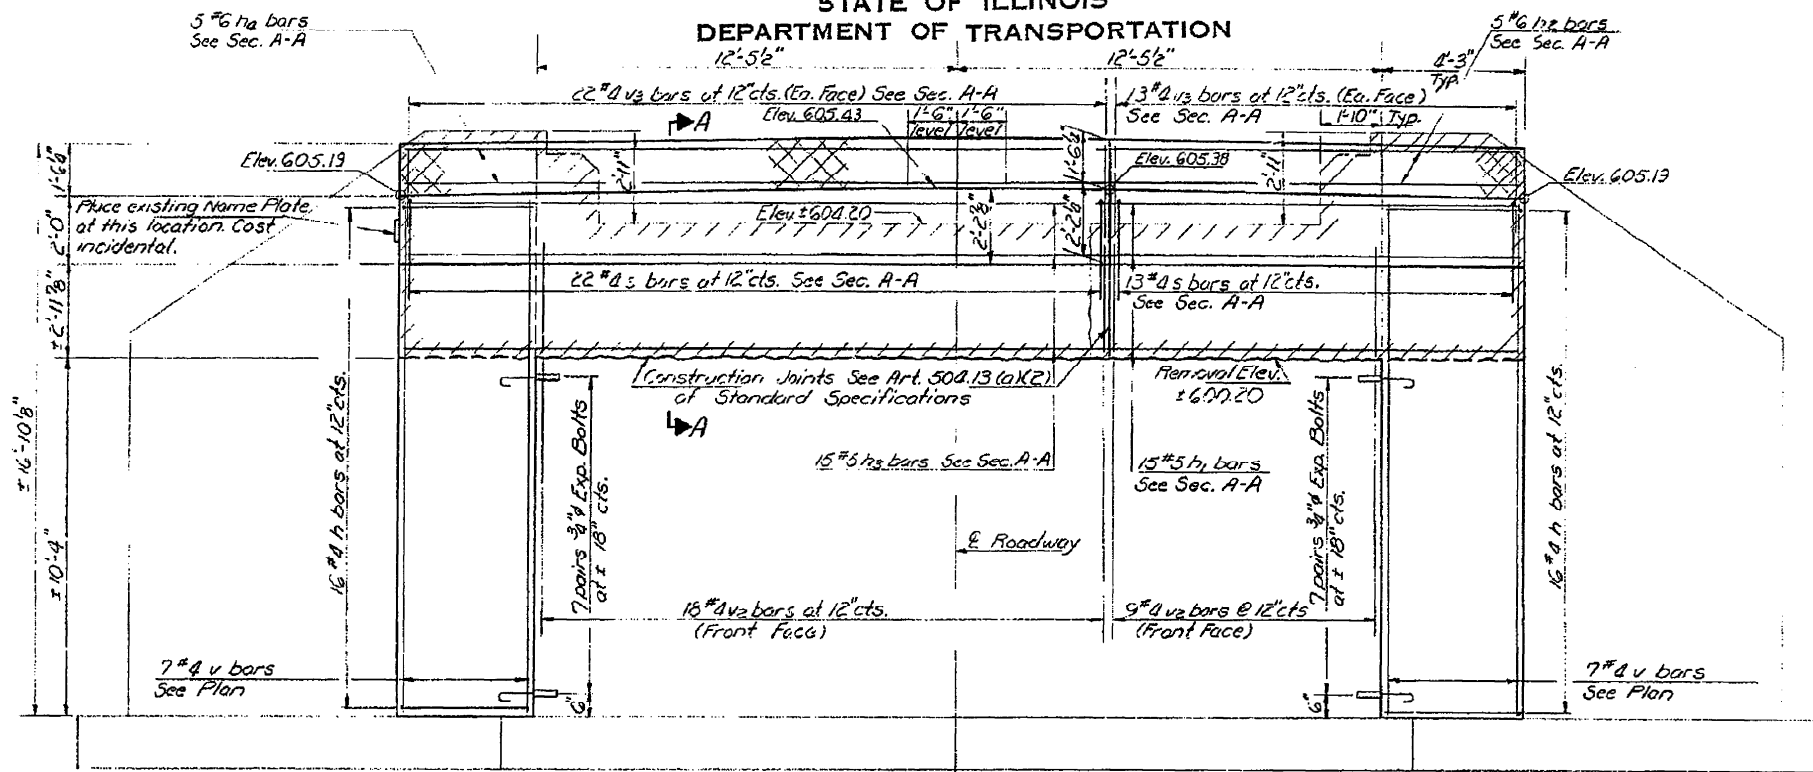 STATE OF ILLINOIS
DEPARTMENT OF TRANSPORTATION
5 #6 h4 bars
See Sec. A-A
12'-5½"
12'-5½"
4'-3"
Typ.
5 #6 h2 bars
See Sec. A-A
22 #4 v3 bars at 12"cts. (Ea. Face) See Sec. A-A
13 #4 v3 bars at 12"cts. (Ea. Face)
See Sec. A-A
A
Elev. 605.43
1'-6"
level
1'-6"
level
1'-10"
Typ.
Elev. 605.19
2'-11"
1'-6½"
Elev. 605.38
2'-11"
Elev. 605.19
Place existing Name Plate
at this location. Cost
incidental.
Elev. ±604.20
2'-2⅞"
2'-2⅝"
1'-6½"
2'-0"
±2'-11⅞"
22 #4 s bars at 12"cts. See Sec. A-A
13 #4 s bars at 12"cts.
See Sec. A-A
Construction Joints See Art. 504.13 (a)(2)
of Standard Specifications
Removal Elev.
±600.20
A
±16'-10⅛"
±10'-4"
16 #4 h bars at 12"cts.
7 pairs ¾"ϕ Exp. Bolts
at ± 18" cts.
15 #5 h3 bars See Sec. A-A
15 #5 h1 bars
See Sec. A-A
7 pairs ¾"ϕ Exp. Bolts
at ± 18" cts.
16 #4 h bars at 12"cts.
℄ Roadway
18 #4 v2 bars at 12"cts.
(Front Face)
9 #4 v2 bars @ 12"cts
(Front Face)
7 #4 v bars
See Plan
6"
6"
7 #4 v bars
See Plan